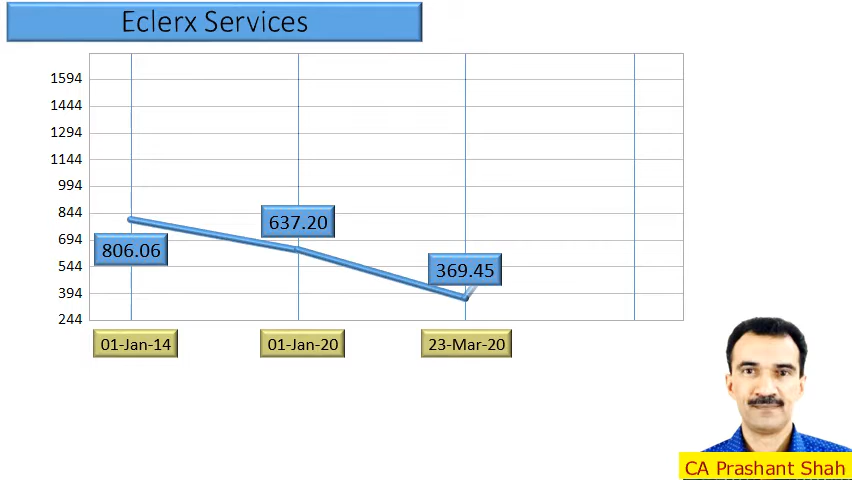 Eclerx Services
1594
1444
1294
1144
994
844
694
544
394
244
806.06
637.20
369.45
01-Jan-14
01-Jan-20
23-Mar-20
CA Prashant Shah